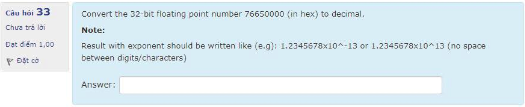 Câu hỏi 33
Chưa trả lời
Đạt điểm 1,00
Đặt cờ
Convert the 32-bit floating point number 76650000 (in hex) to decimal.
Note:
Result with exponent should be written like (e.g): 1.2345678x10^-13 or 1.2345678x10^13 (no space
between digits/characters)
Answer: